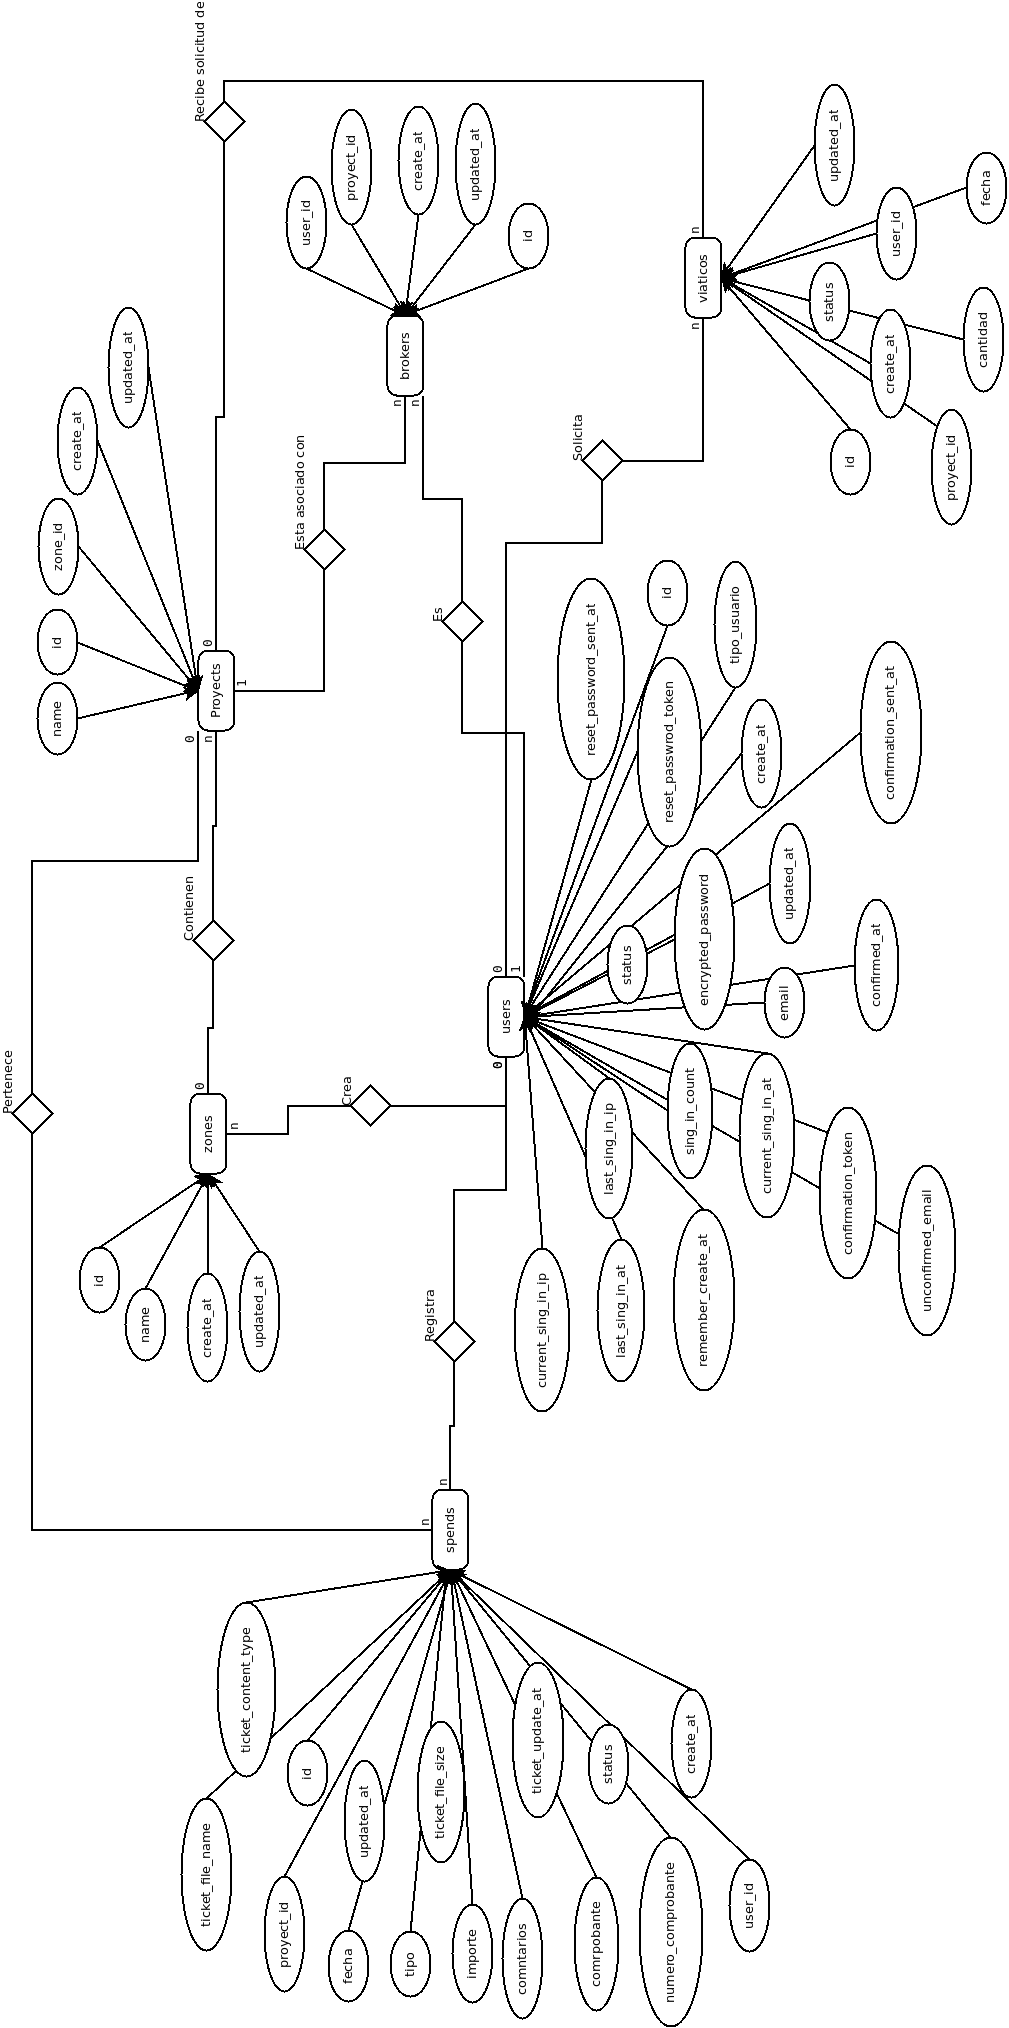 Pertenece
name
id
zone_id
create_at
updated_at
Proyects
0
n
0
1
Recibe solicitud de
Contienen
Esta asociado con
user_id
proyect_id
create_at
updated_at
id
brokers
n
n
Es
Solicita
viaticos
n
n
updated_at
fecha
user_id
status
cantidad
create_at
id
proyect_id
zones
0
n
id
name
create_at
updated_at
Crea
users
0
1
0
reset_password_sent_at
id
reset_passwrod_token
tipo_usuario
create_at
confirmation_sent_at
encrypted_password
updated_at
status
email
confirmed_at
last_sing_in_ip
sing_in_count
current_sing_in_at
confirmation_token
unconfirmed_email
current_sing_in_ip
last_sing_in_at
remember_create_at
Registra
spends
n
n
ticket_content_type
ticket_file_name
id
proyect_id
updated_at
fecha
ticket_file_size
tipo
importe
comntarios
ticket_update_at
comrpobante
status
numero_comprobante
create_at
user_id